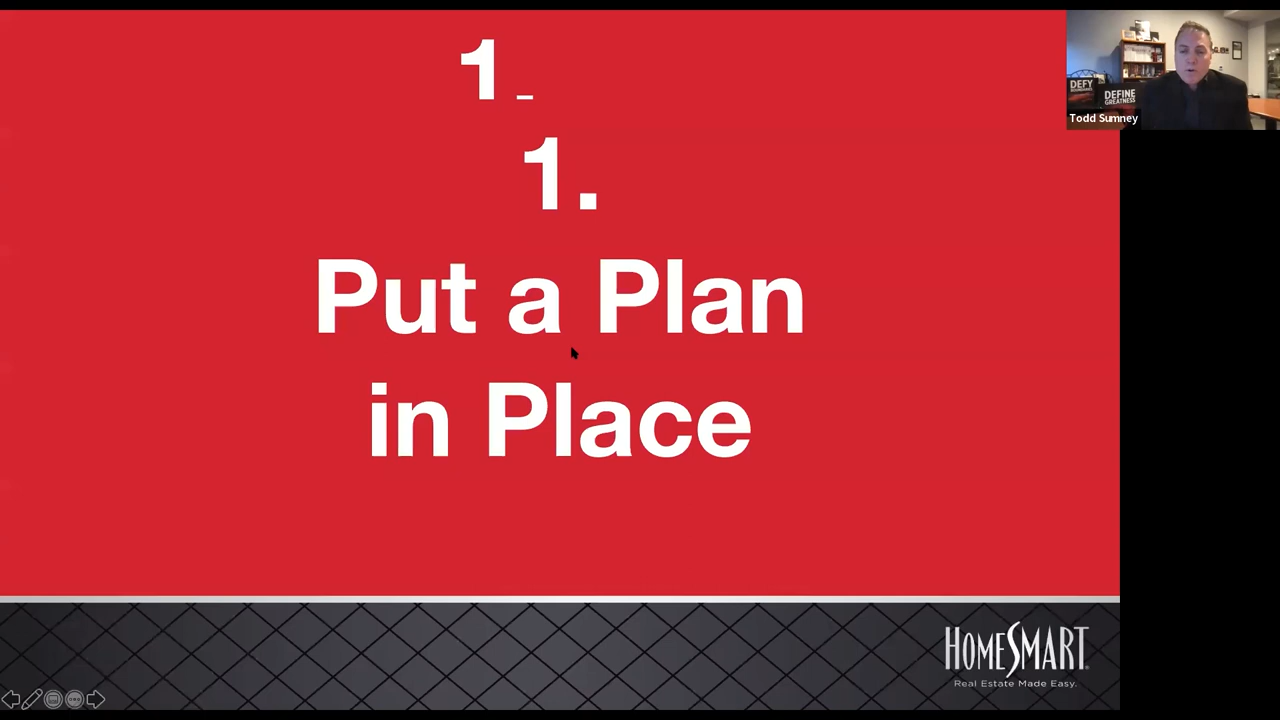 1
1.
Put a Plan
in Place
DEFY
DEFINE
GREATNESS
Todd Sumney
HOMESMART
Real Estate Made Easy.